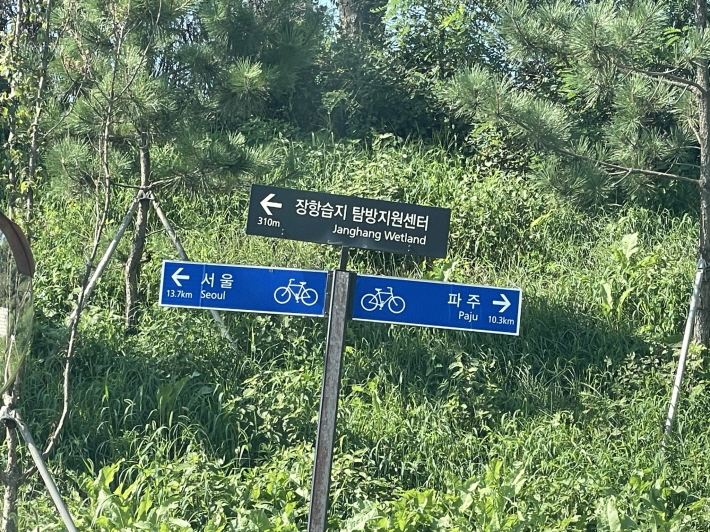 장항습지 탐방지원센터
310m
Janghang Wetland
서울
13.7km Seoul
파주
Paju 10.3km